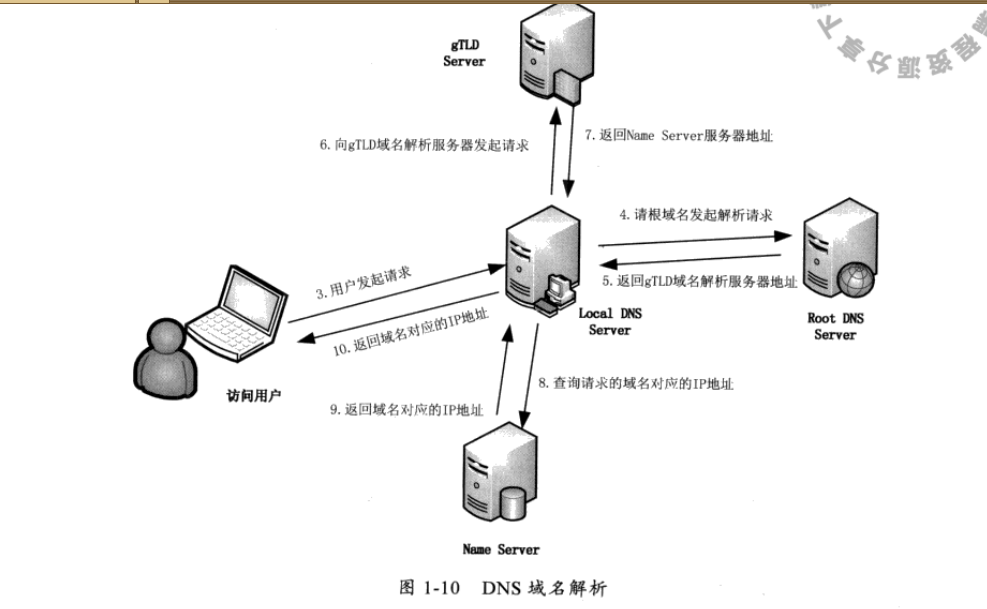 gTLD
Server
6.向gTLD域名解析服务器发起请求
7.返回Name Server服务器地址
4.请根域名发起解析请求
5.返回gTLD域名解析服务器地址
3.用户发起请求
10.返回域名对应的IP地址
Local DNS
Server
Root DNS
Server
访问用户
8.查询请求的域名对应的IP地址
9.返回域名对应的IP地址
Name Server
图 1-10 DNS 域名解析
程资源分享下